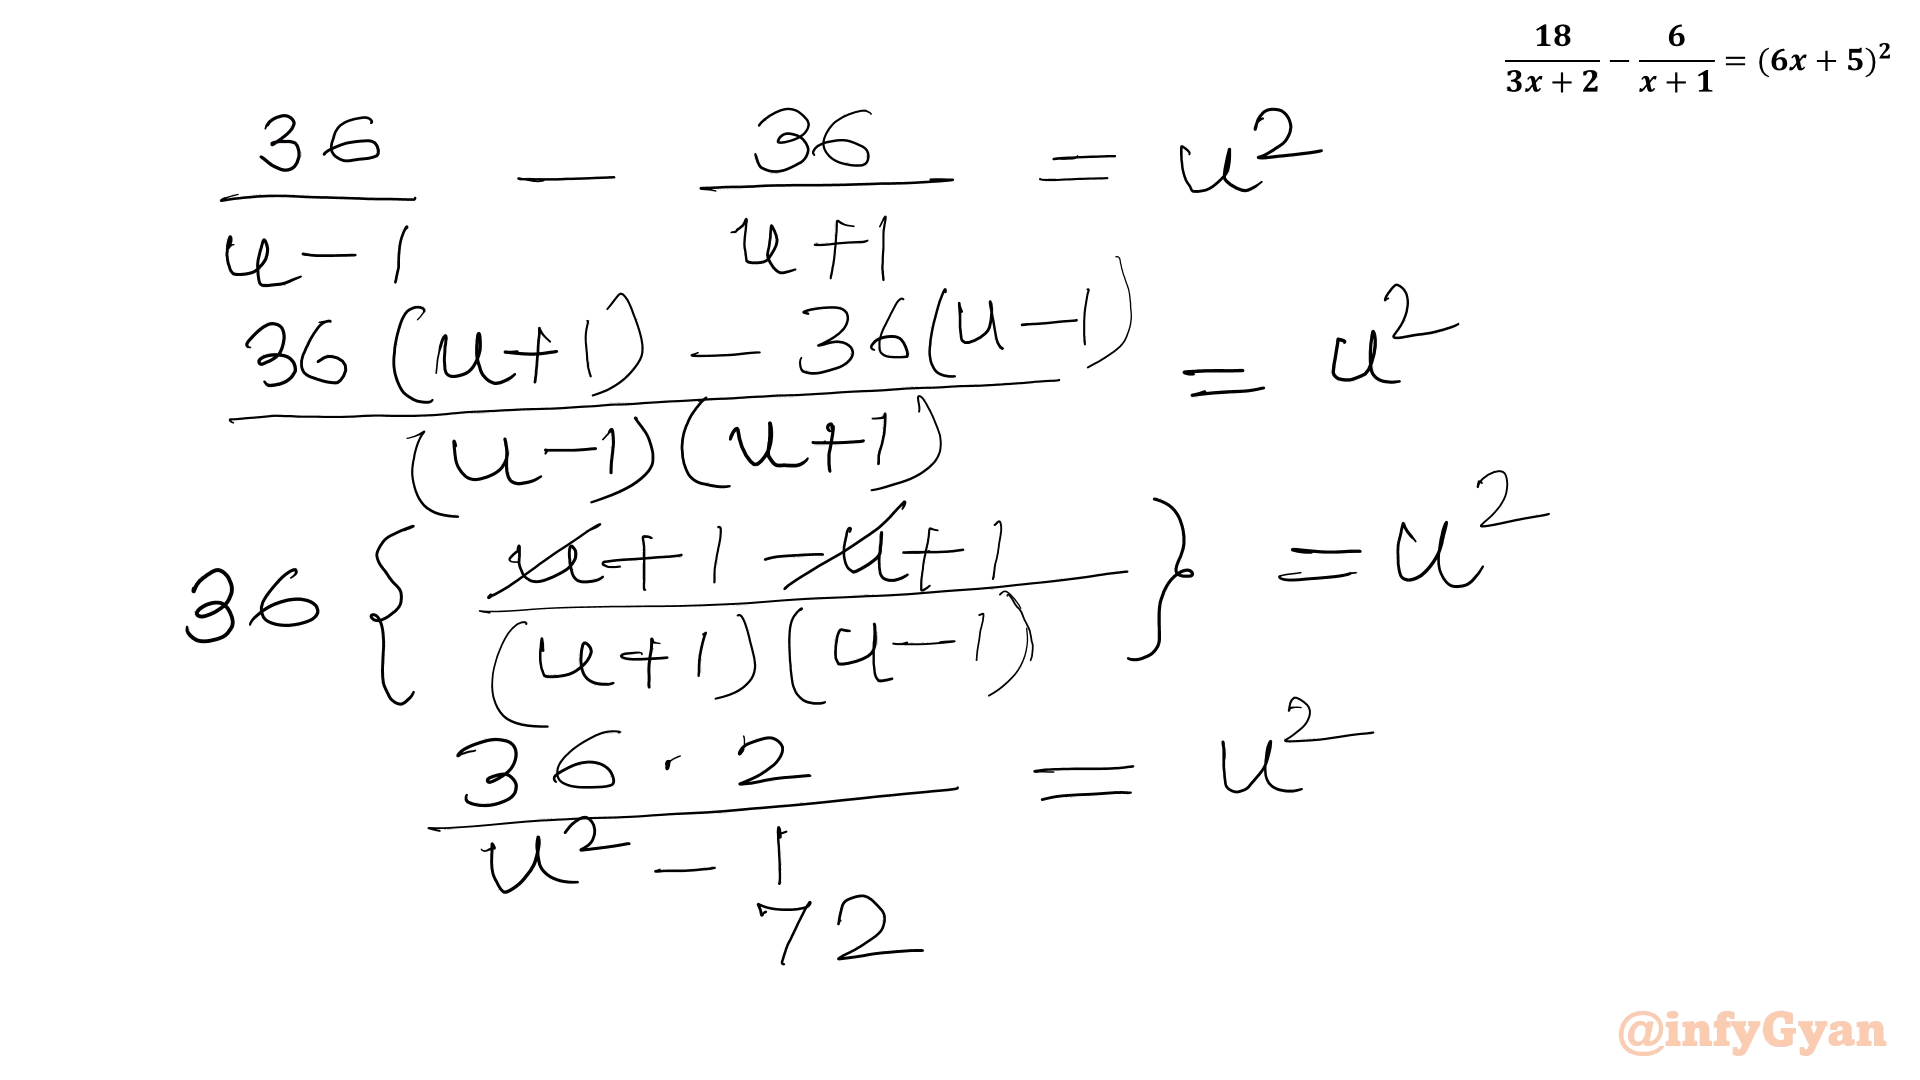 18/(3x + 2) − 6/(x + 1) = (6x + 5)²
36/(u − 1) − 36/(u + 1) = u²
(36(u + 1) − 36(u − 1))/((u − 1)(u + 1)) = u²
36{(u + 1 − u + 1)/((u + 1)(u − 1))} = u²
(36 · 2)/(u² − 1) = u²
72
@infyGyan